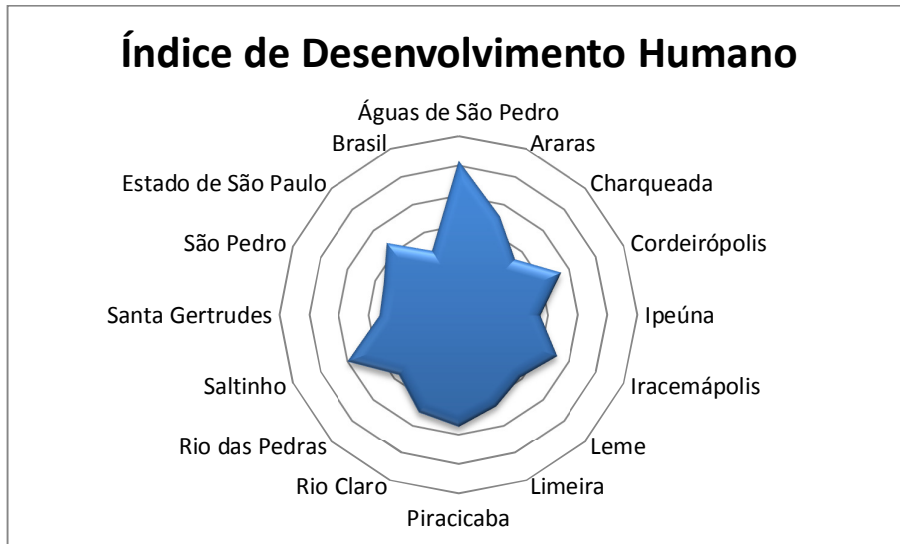 Índice de Desenvolvimento Humano
Águas de São Pedro
Araras
Charqueada
Cordeirópolis
Ipeúna
Iracemápolis
Leme
Limeira
Piracicaba
Rio Claro
Rio das Pedras
Saltinho
Santa Gertrudes
São Pedro
Estado de São Paulo
Brasil